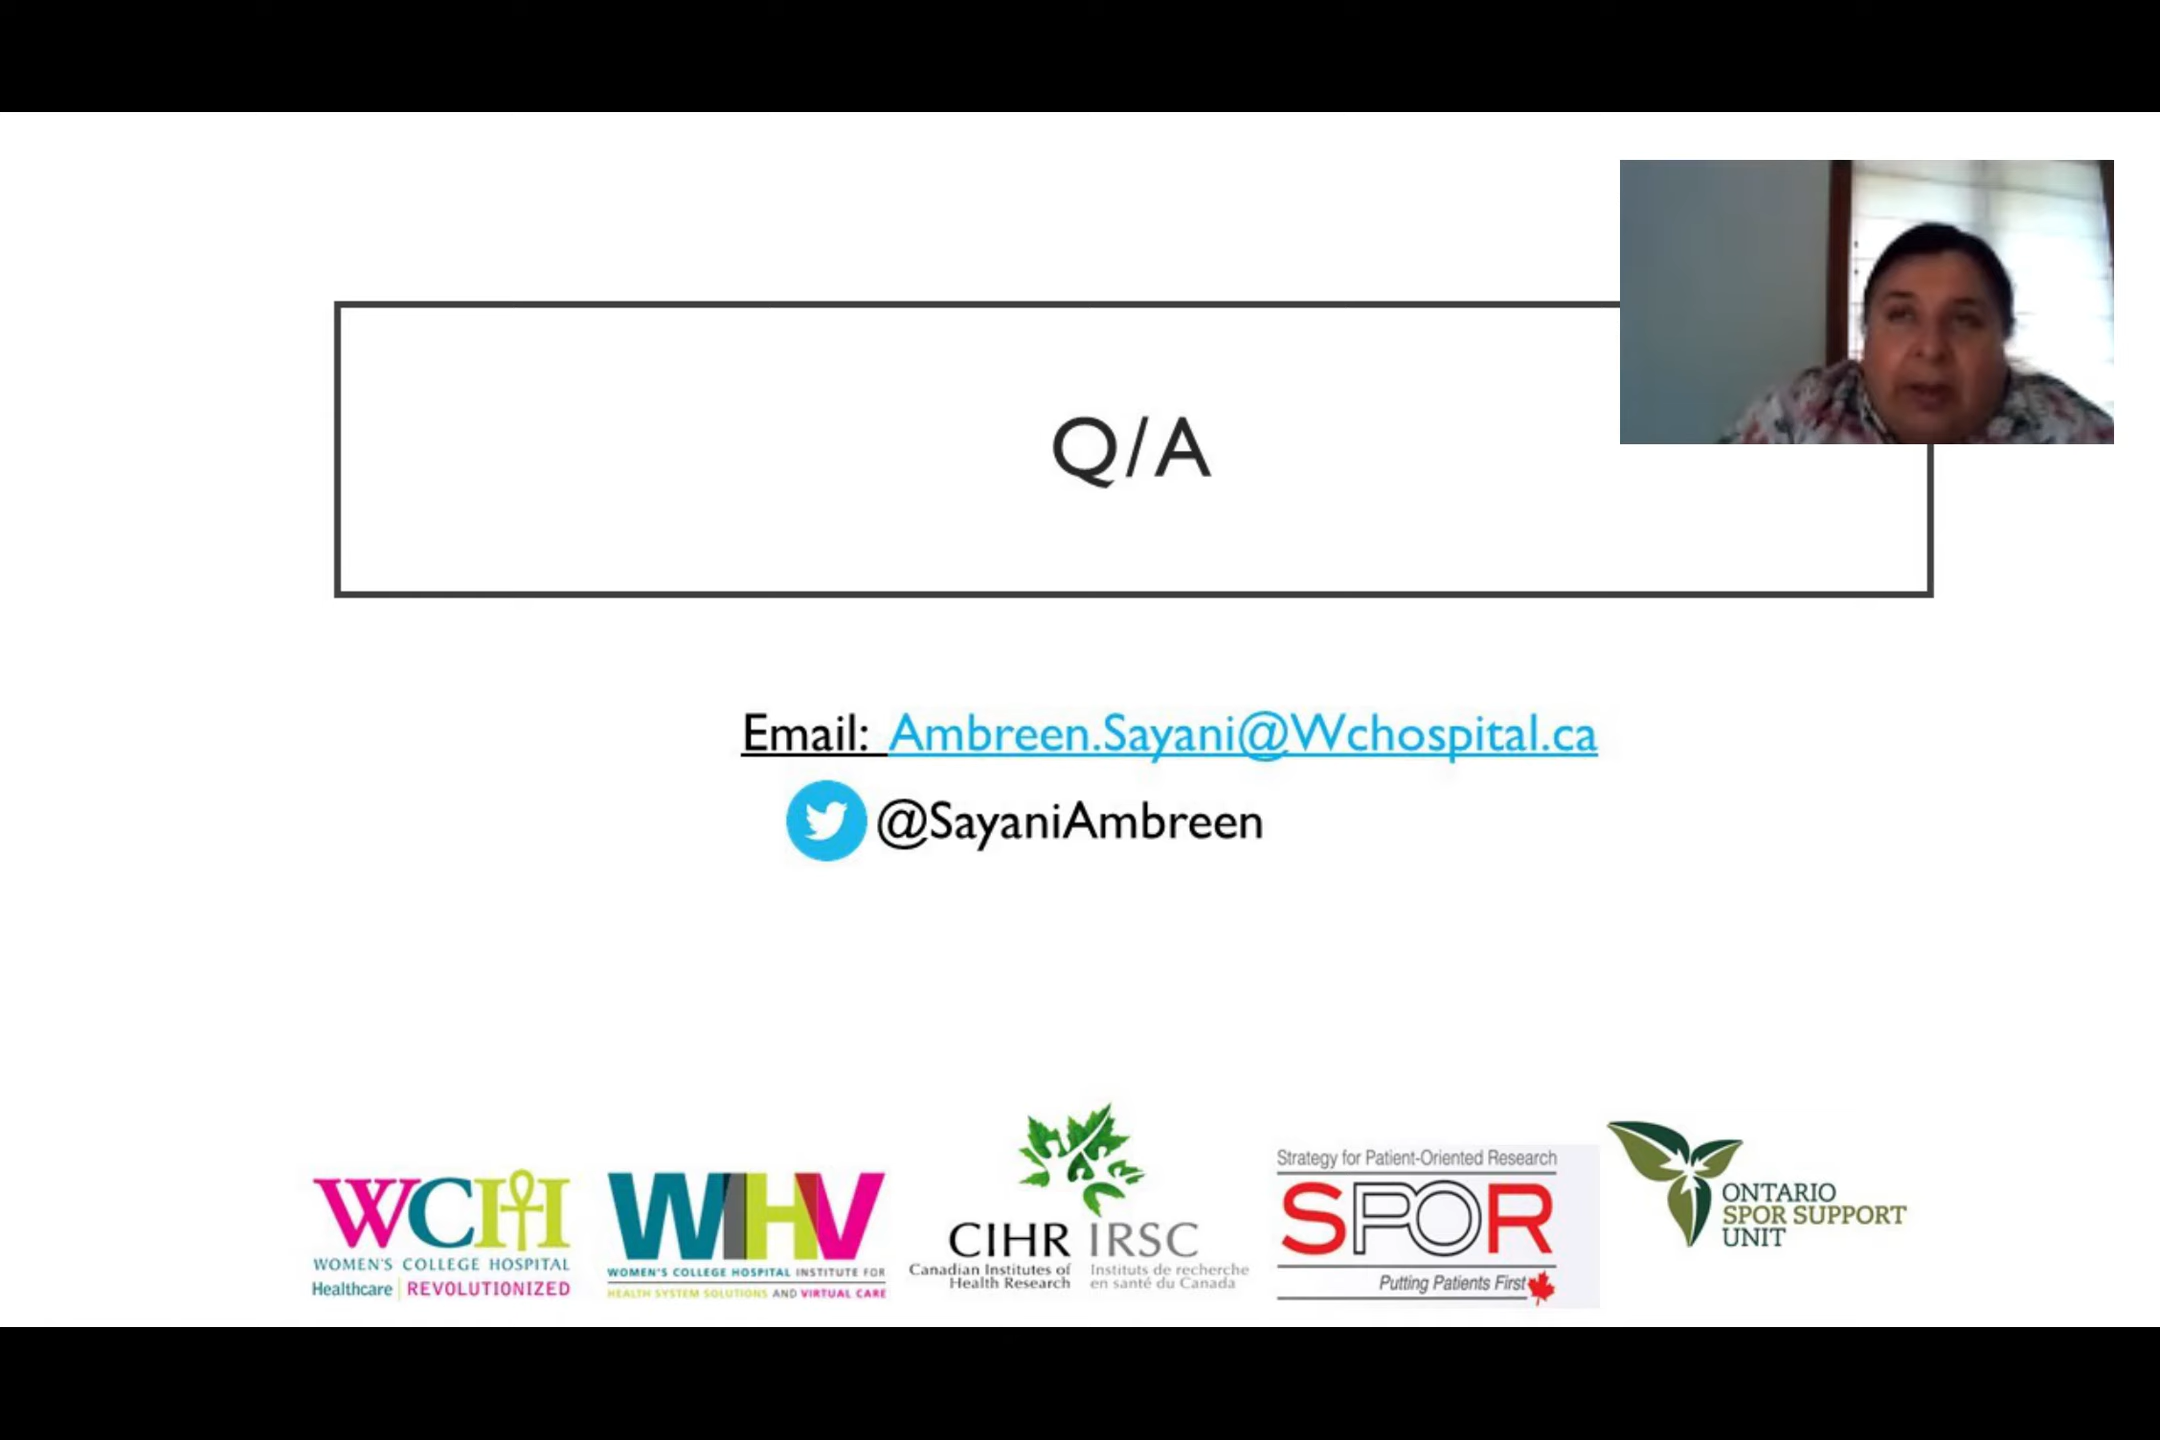 Q/A
Email: Ambreen.Sayani@Wchospital.ca
@SayaniAmbreen
WCH
WOMEN'S COLLEGE HOSPITAL
Healthcare | REVOLUTIONIZED
WIHV
WOMEN'S COLLEGE HOSPITAL INSTITUTE FOR
HEALTH SYSTEM SOLUTIONS AND VIRTUAL CARE
CIHR IRSC
Canadian Institutes of Instituts de recherche
Health Research en santé du Canada
Strategy for Patient-Oriented Research
SPOR
Putting Patients First
ONTARIO
SPOR SUPPORT
UNIT